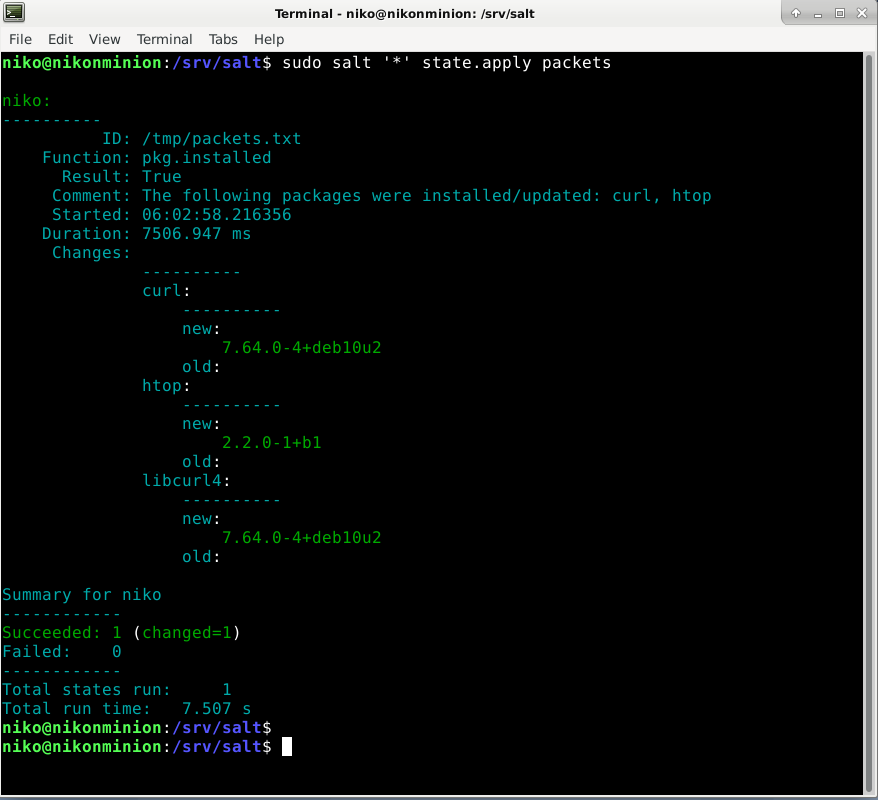 Terminal - niko@nikonminion: /srv/salt
File Edit View Terminal Tabs Help
niko@nikonminion:/srv/salt$ sudo salt '*' state.apply packets
niko:
----------
          ID: /tmp/packets.txt
    Function: pkg.installed
      Result: True
     Comment: The following packages were installed/updated: curl, htop
     Started: 06:02:58.216356
    Duration: 7506.947 ms
     Changes:
              ----------
              curl:
                  ----------
                  new:
                      7.64.0-4+deb10u2
                  old:
              htop:
                  ----------
                  new:
                      2.2.0-1+b1
                  old:
              libcurl4:
                  ----------
                  new:
                      7.64.0-4+deb10u2
                  old:
Summary for niko
------------
Succeeded: 1 (changed=1)
Failed:    0
------------
Total states run:     1
Total run time:   7.507 s
niko@nikonminion:/srv/salt$
niko@nikonminion:/srv/salt$